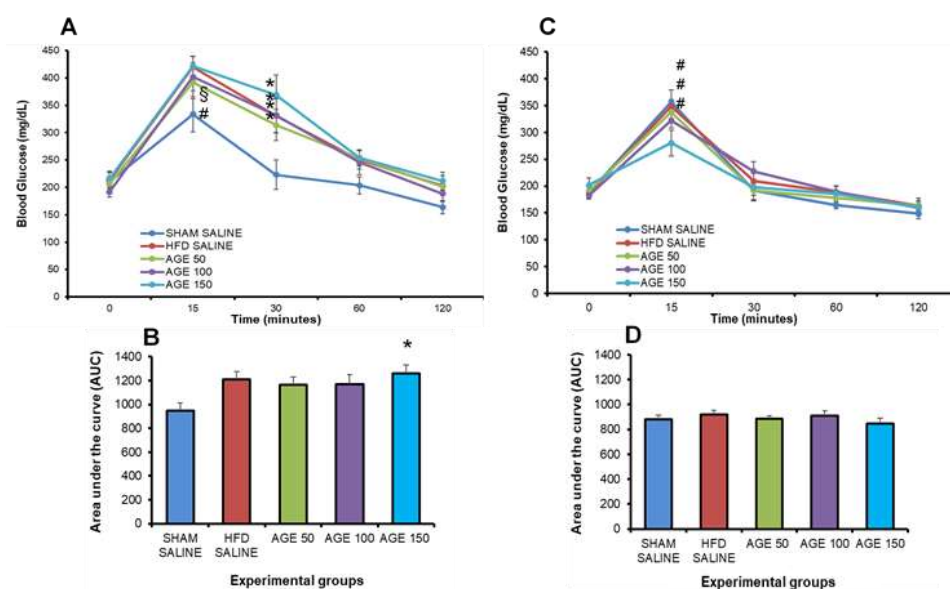 A
450
400
350
300
250
200
150
100
50
0
Blood Glucose (mg/dL)
§
#
*
*
*
*
SHAM SALINE
HFD SALINE
AGE 50
AGE 100
AGE 150
0 15 30 60 120
Time (minutes)
C
450
400
350
300
250
200
150
100
50
0
Blood Glucose (mg/dL)
#
#
#
SHAM SALINE
HFD SALINE
AGE 50
AGE 100
AGE 150
0 15 30 60 120
Time (minutes)
B
1400
1200
1000
800
600
400
200
0
Area under the curve (AUC)
*
SHAM SALINE
HFD SALINE
AGE 50
AGE 100
AGE 150
Experimental groups
D
1400
1200
1000
800
600
400
200
0
Area under the curve (AUC)
SHAM SALINE
HFD SALINE
AGE 50
AGE 100
AGE 150
Experimental groups